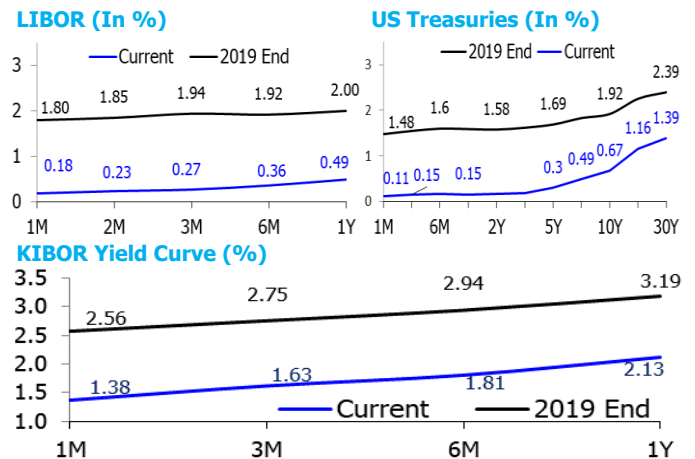 LIBOR (In %)
Current 2019 End
3
2
1
0
1.80 1.85 1.94 1.92 2.00
0.18 0.23 0.27 0.36 0.49
1M 2M 3M 6M 1Y
US Treasuries (In %)
2019 End Current
3
2
1
0
1.48 1.6 1.58 1.69 1.92 2.39
0.11 0.15 0.15 0.3 0.49 0.67 1.16 1.39
1M 6M 2Y 5Y 10Y 30Y
KIBOR Yield Curve (%)
3.5
3.0
2.5
2.0
1.5
1.0
2.56 2.75 2.94 3.19
1.38 1.63 1.81 2.13
Current 2019 End
1M 3M 6M 1Y